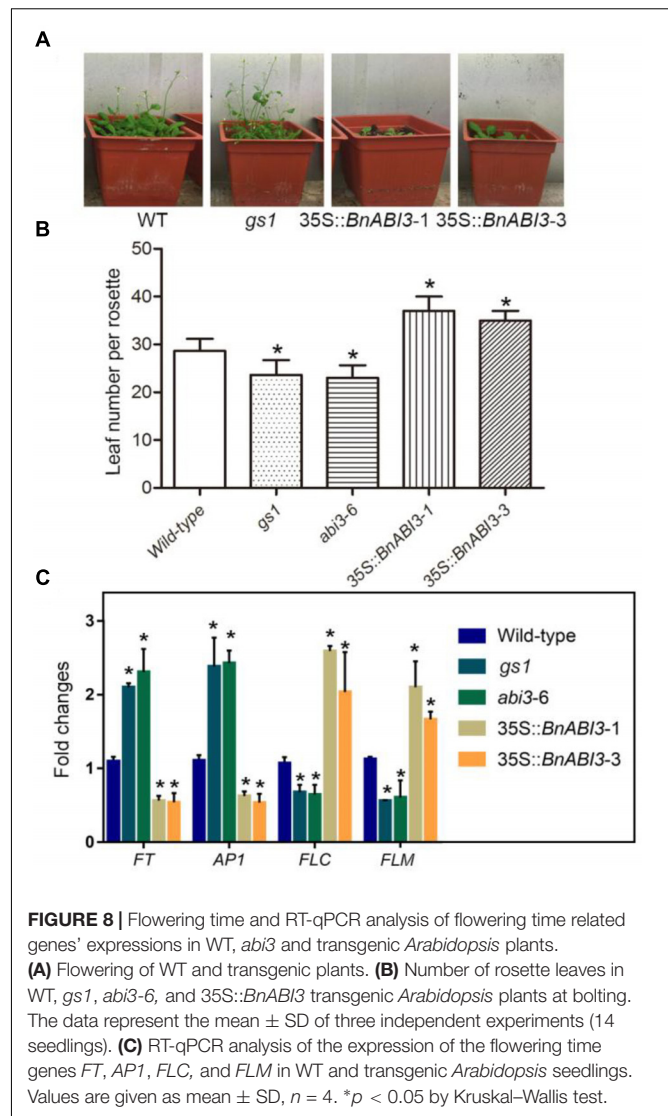 A
WT gs1 35S::BnABI3-1 35S::BnABI3-3
B
Leaf number per rosette
50
40
30
20
10
0
* * * *
Wild-type gs1 abi3-6 35S::BnABI3-1 35S::BnABI3-3
C
Fold changes
3
2
1
0
* * * * * * * * * * * * * * * *
Wild-type
gs1
abi3-6
35S::BnABI3-1
35S::BnABI3-3
FT AP1 FLC FLM
FIGURE 8 | Flowering time and RT-qPCR analysis of flowering time related
genes' expressions in WT, abi3 and transgenic Arabidopsis plants.
(A) Flowering of WT and transgenic plants. (B) Number of rosette leaves in
WT, gs1, abi3-6, and 35S::BnABI3 transgenic Arabidopsis plants at bolting.
The data represent the mean ± SD of three independent experiments (14
seedlings). (C) RT-qPCR analysis of the expression of the flowering time
genes FT, AP1, FLC, and FLM in WT and transgenic Arabidopsis seedlings.
Values are given as mean ± SD, n = 4. *p < 0.05 by Kruskal–Wallis test.